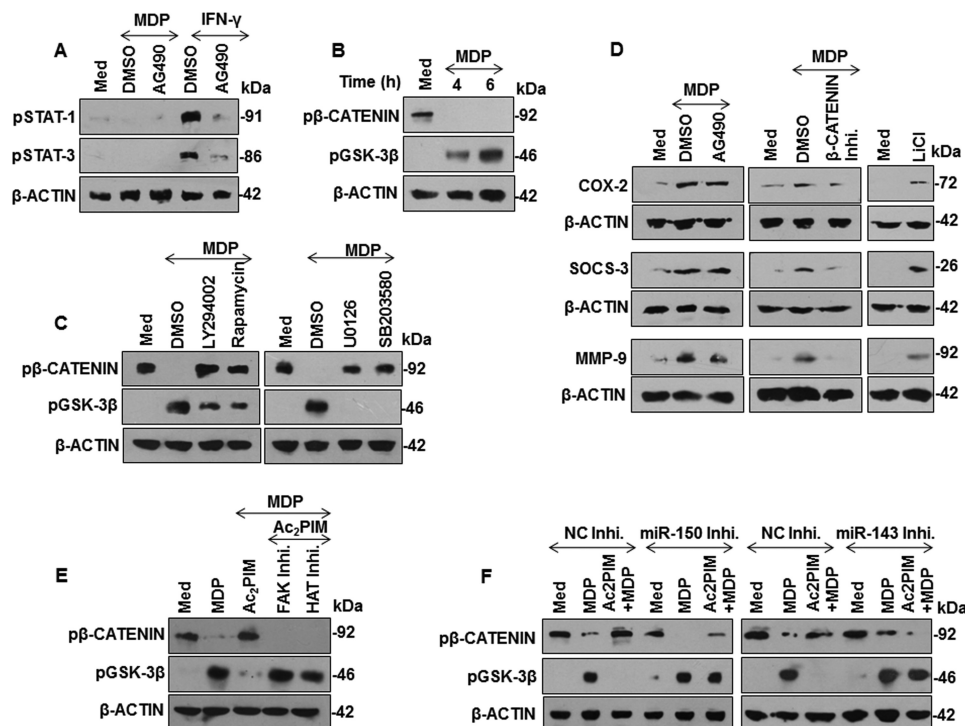 A
MDP IFN-γ
Med DMSO AG490 DMSO AG490 kDa
pSTAT-1 -91
pSTAT-3 -86
β-ACTIN -42
B
MDP
Med
Time (h) 4 6 kDa
pβ-CATENIN -92
pGSK-3β -46
β-ACTIN -42
C
MDP MDP
Med DMSO LY294002 Rapamycin Med DMSO U0126 SB203580 kDa
pβ-CATENIN -92
pGSK-3β -46
β-ACTIN -42
D
MDP MDP
Med DMSO AG490 Med DMSO β-CATENIN Inhi. Med LiCl kDa
COX-2 -72
β-ACTIN -42
SOCS-3 -26
β-ACTIN -42
MMP-9 -92
β-ACTIN -42
E
MDP
Ac₂PIM
Med MDP Ac₂PIM FAK Inhi. HAT Inhi. kDa
pβ-CATENIN -92
pGSK-3β -46
β-ACTIN -42
F
NC Inhi. miR-150 Inhi. NC Inhi. miR-143 Inhi.
Med MDP Ac2PIM +MDP Med MDP Ac2PIM +MDP Med MDP Ac2PIM +MDP Med MDP Ac2PIM +MDP kDa
pβ-CATENIN -92
pGSK-3β -46
β-ACTIN -42